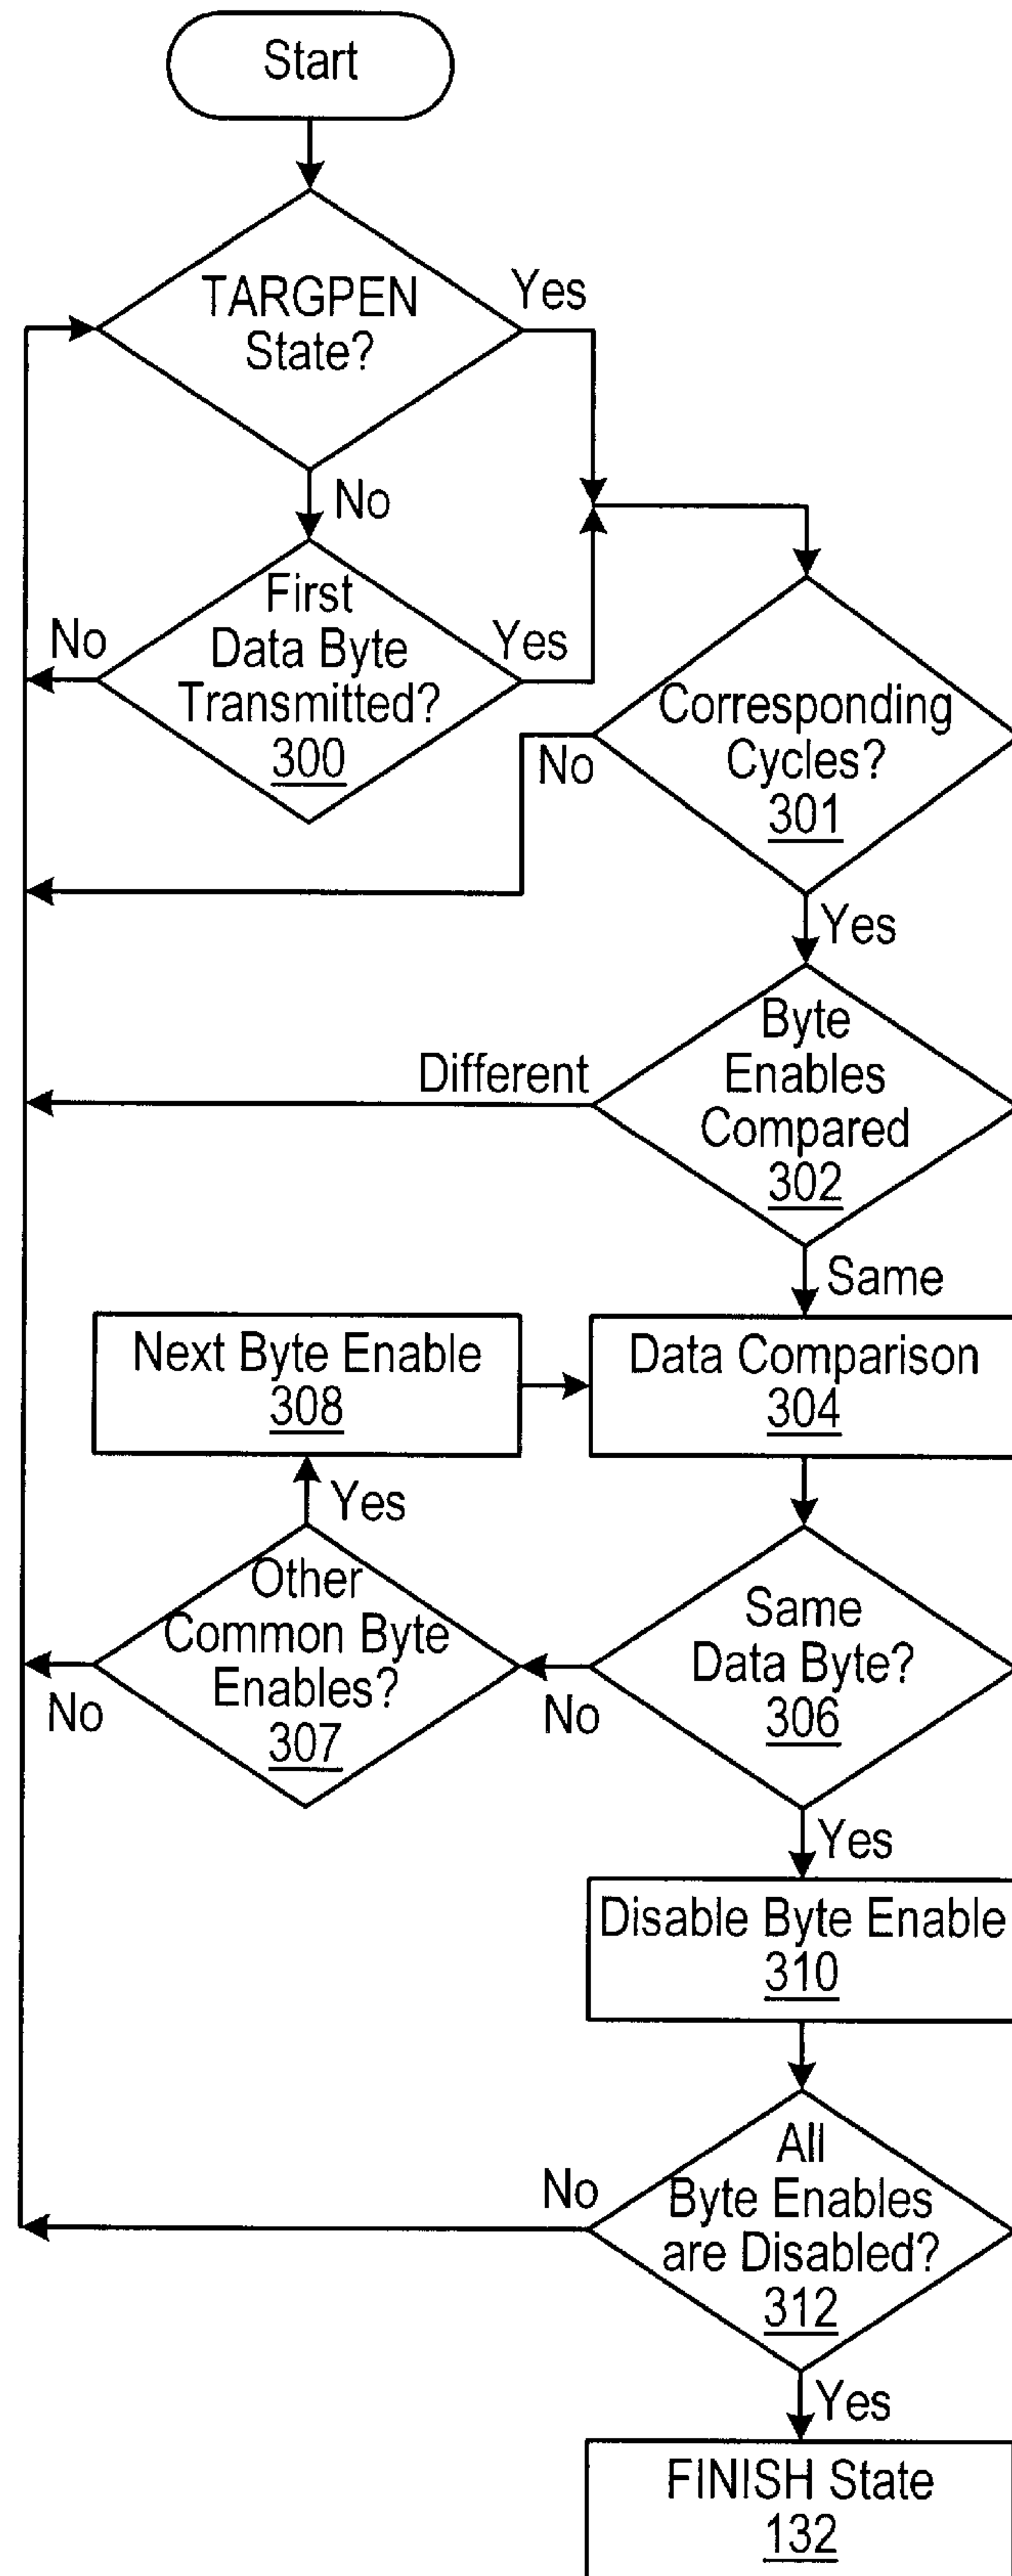 Start
TARGPEN
State?
Yes
No
First
Data Byte
Transmitted?
300
No
Yes
Corresponding
Cycles?
301
No
Yes
Byte
Enables
Compared
302
Different
Same
Next Byte Enable
308
Data Comparison
304
Yes
Other
Common Byte
Enables?
307
No
Same
Data Byte?
306
No
Yes
Disable Byte Enable
310
All
Byte Enables
are Disabled?
312
No
Yes
FINISH State
132